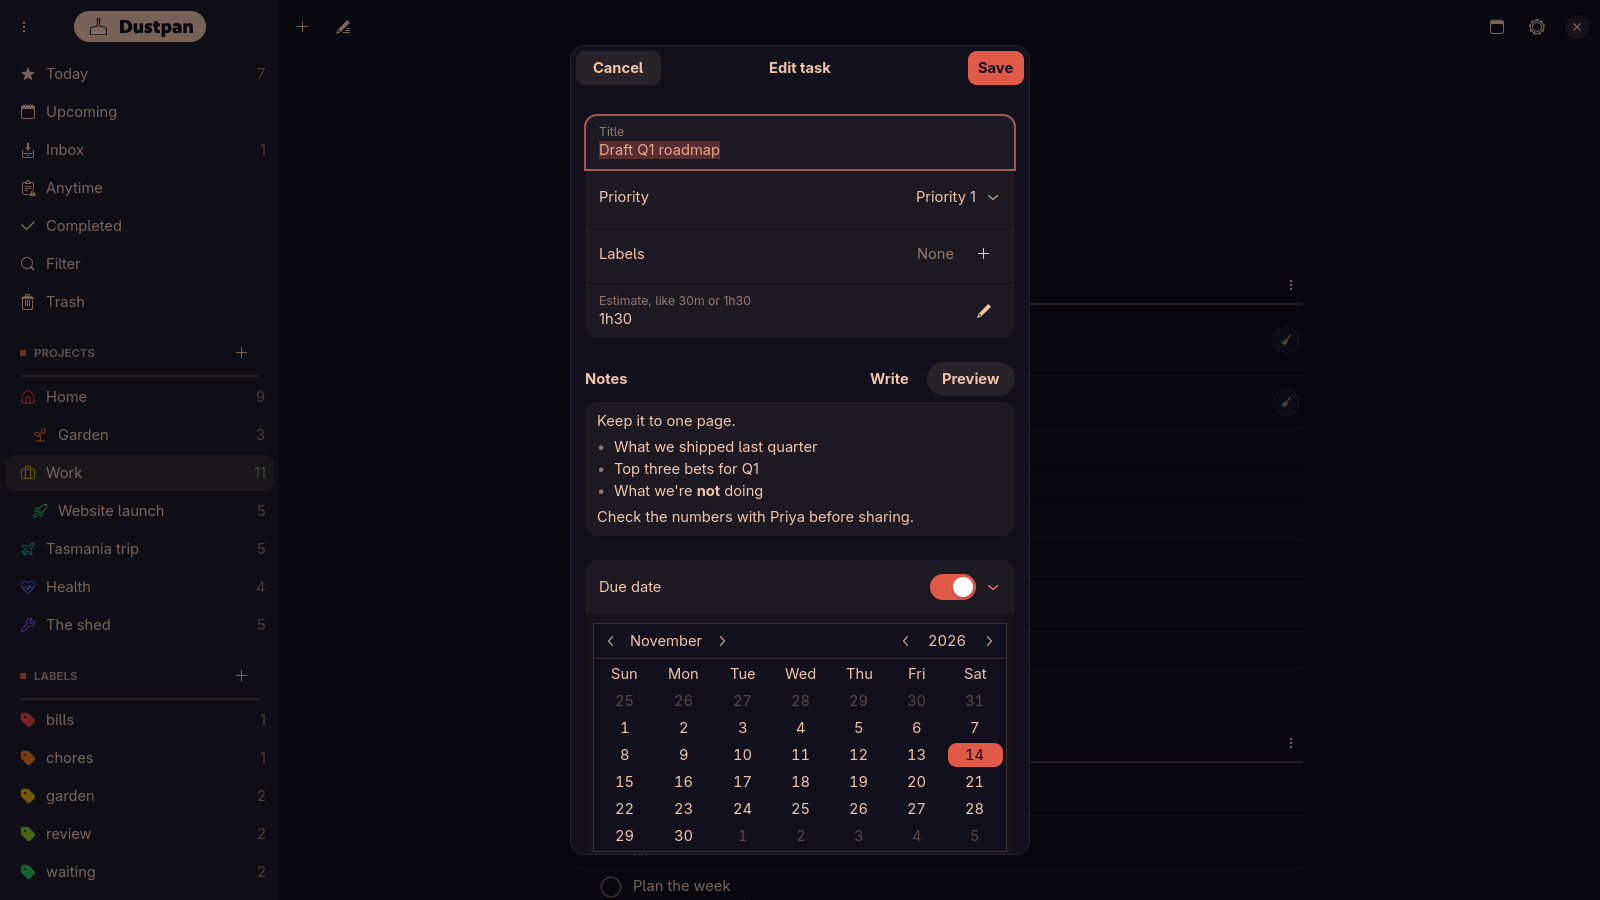 Dustpan
Today 7
Upcoming
Inbox 1
Anytime
Completed
Filter
Trash
PROJECTS
Home 9
Garden 3
Work 11
Website launch 5
Tasmania trip 5
Health 4
The shed 5
LABELS
bills 1
chores 1
garden 2
review 2
waiting 2
Cancel Edit task Save
Title
Draft Q1 roadmap
Priority Priority 1
Labels None
Estimate, like 30m or 1h30
1h30
Notes Write Preview
Keep it to one page.
• What we shipped last quarter
• Top three bets for Q1
• What we're not doing
Check the numbers with Priya before sharing.
Due date
November 2026
Sun Mon Tue Wed Thu Fri Sat
25 26 27 28 29 30 31
1 2 3 4 5 6 7
8 9 10 11 12 13 14
15 16 17 18 19 20 21
22 23 24 25 26 27 28
29 30 1 2 3 4 5
Plan the week